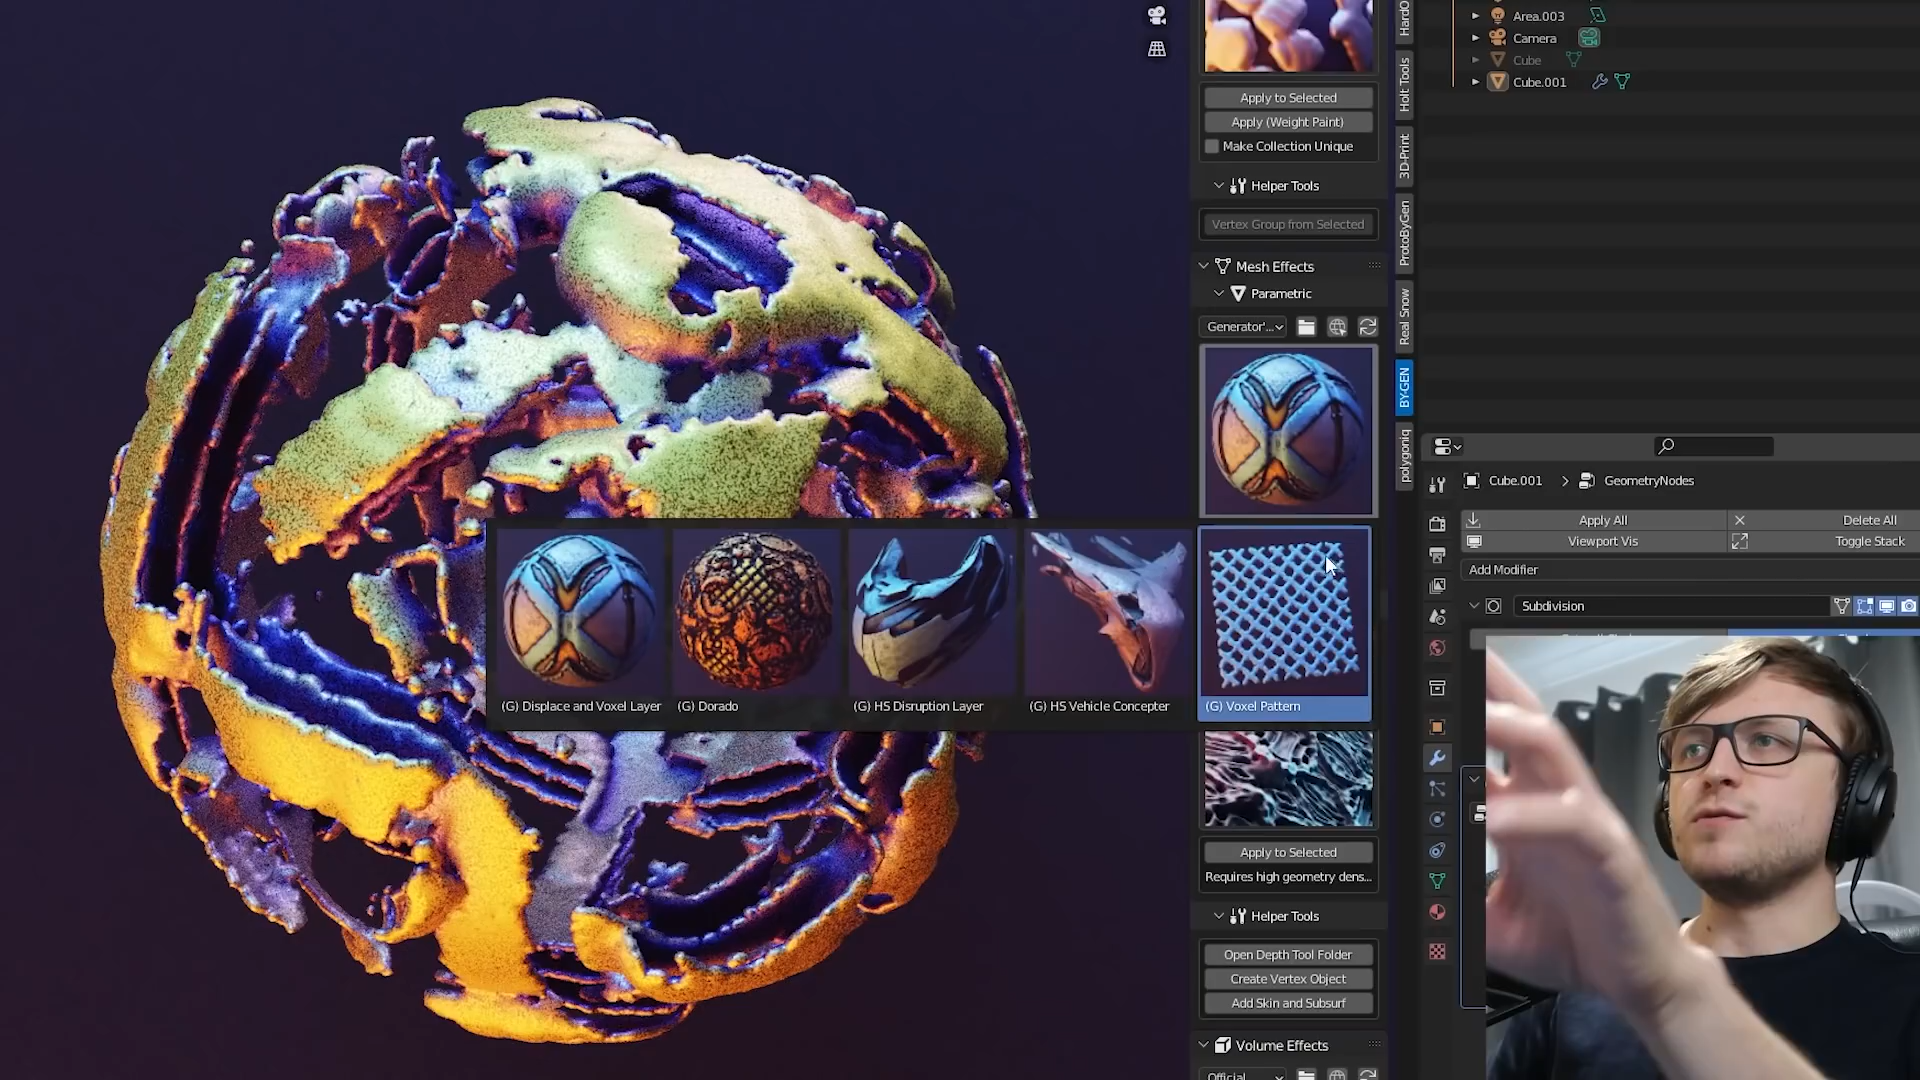 Apply to Selected
Apply (Weight Paint)
Make Collection Unique
Helper Tools
Vertex Group from Selected
Mesh Effects
Parametric
Generator'...
(G) Displace and Voxel Layer
(G) Dorado
(G) HS Disruption Layer
(G) HS Vehicle Concepter
(G) Voxel Pattern
Apply to Selected
Requires high geometry dens...
Helper Tools
Open Depth Tool Folder
Create Vertex Object
Add Skin and Subsurf
Volume Effects
Official
HardO
Holt Tools
3D-Print
ProtoByGen
Real Snow
BY-GEN
polygoniq
Area.003
Camera
Cube
Cube.001
Cube.001
GeometryNodes
Apply All
Delete All
Viewport Vis
Toggle Stack
Add Modifier
Subdivision